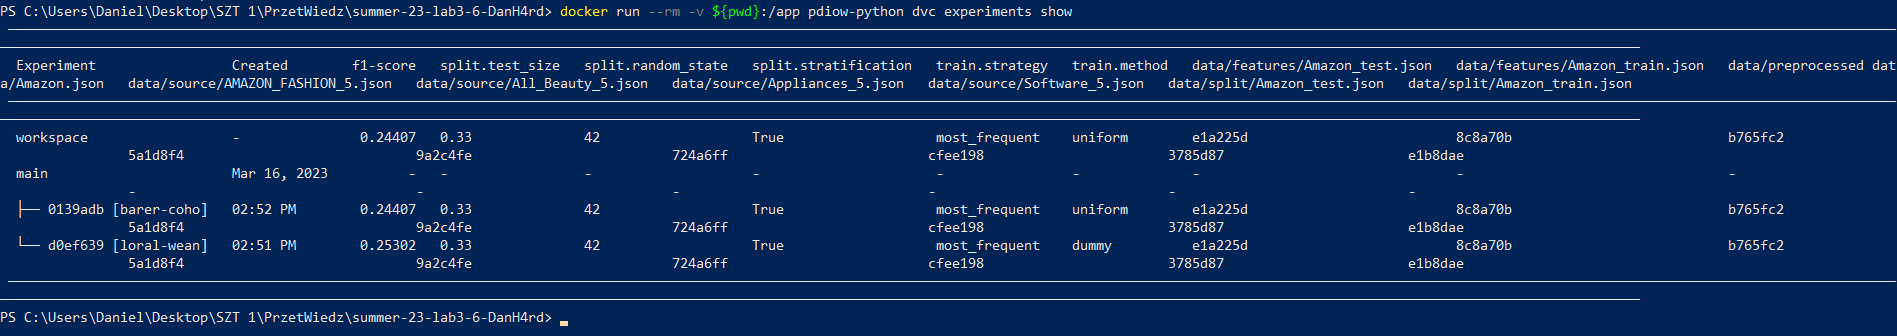 PS C:\Users\Daniel\Desktop\SZT 1\PrzetWiedz\summer-23-lab3-6-DanH4rd> docker run --rm -v ${pwd}:/app pdiow-python dvc experiments show
Experiment Created f1-score split.test_size split.random_state split.stratification train.strategy train.method data/features/Amazon_test.json data/features/Amazon_train.json data/preprocessed dat
a/Amazon.json data/source/AMAZON_FASHION_5.json data/source/All_Beauty_5.json data/source/Appliances_5.json data/source/Software_5.json data/split/Amazon_test.json data/split/Amazon_train.json
workspace - 0.24407 0.33 42 True most_frequent uniform e1a225d 8c8a70b b765fc2
5a1d8f4 9a2c4fe 724a6ff cfee198 3785d87 e1b8dae
main Mar 16, 2023 - - - - - - - - -
- - - - - -
├── 0139adb [barer-coho] 02:52 PM 0.24407 0.33 42 True most_frequent uniform e1a225d 8c8a70b b765fc2
5a1d8f4 9a2c4fe 724a6ff cfee198 3785d87 e1b8dae
└── d0ef639 [loral-wean] 02:51 PM 0.25302 0.33 42 True most_frequent dummy e1a225d 8c8a70b b765fc2
5a1d8f4 9a2c4fe 724a6ff cfee198 3785d87 e1b8dae
PS C:\Users\Daniel\Desktop\SZT 1\PrzetWiedz\summer-23-lab3-6-DanH4rd>